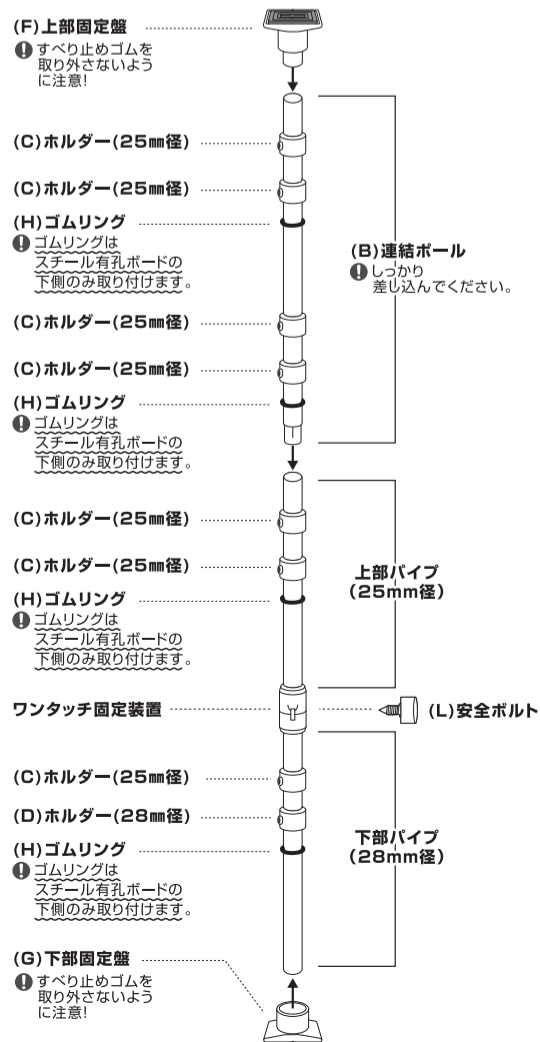 (F)上部固定盤
すべり止めゴムを
取り外さないよう
に注意!
(C)ホルダー(25㎜径)
(C)ホルダー(25㎜径)
(H)ゴムリング
ゴムリングは
スチール有孔ボードの
下側のみ取り付けます。
(B)連結ポール
しっかり
差し込んでください。
(C)ホルダー(25㎜径)
(C)ホルダー(25㎜径)
(H)ゴムリング
ゴムリングは
スチール有孔ボードの
下側のみ取り付けます。
(C)ホルダー(25㎜径)
(C)ホルダー(25㎜径)
(H)ゴムリング
ゴムリングは
スチール有孔ボードの
下側のみ取り付けます。
上部パイプ
(25mm径)
ワンタッチ固定装置
(L)安全ボルト
(C)ホルダー(25㎜径)
(D)ホルダー(28㎜径)
(H)ゴムリング
ゴムリングは
スチール有孔ボードの
下側のみ取り付けます。
下部パイプ
(28mm径)
(G)下部固定盤
すべり止めゴムを
取り外さないよう
に注意!